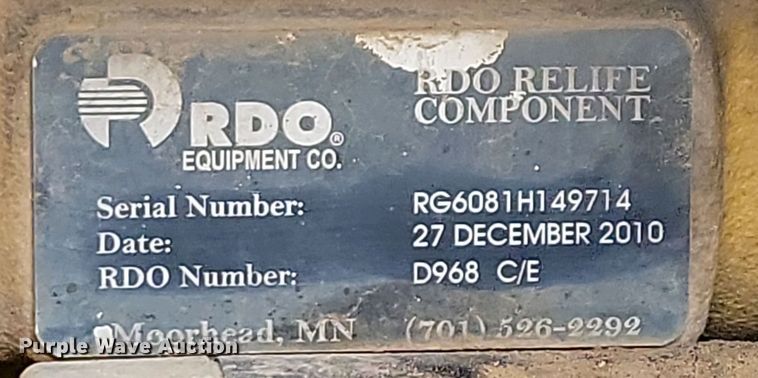 RDO®
EQUIPMENT CO.
RDO RELIFE
COMPONENT
Serial Number: RG6081H149714
Date: 27 DECEMBER 2010
RDO Number: D968 C/E
Moorhead, MN (701) 526-2292
Purple Wave Auction